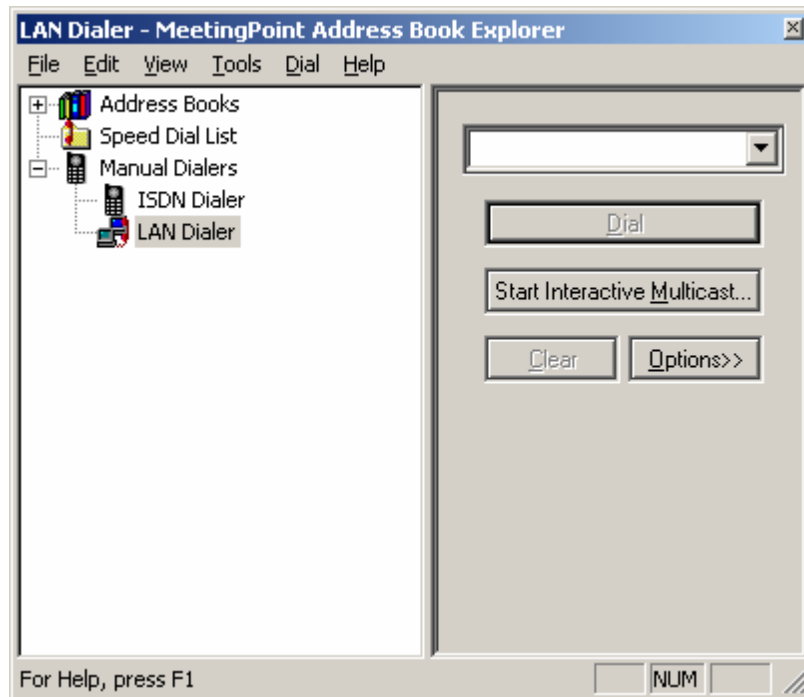 LAN Dialer - MeetingPoint Address Book Explorer
File Edit View Tools Dial Help
Address Books
Speed Dial List
Manual Dialers
ISDN Dialer
LAN Dialer
Dial
Start Interactive Multicast...
Clear Options>>
For Help, press F1 NUM